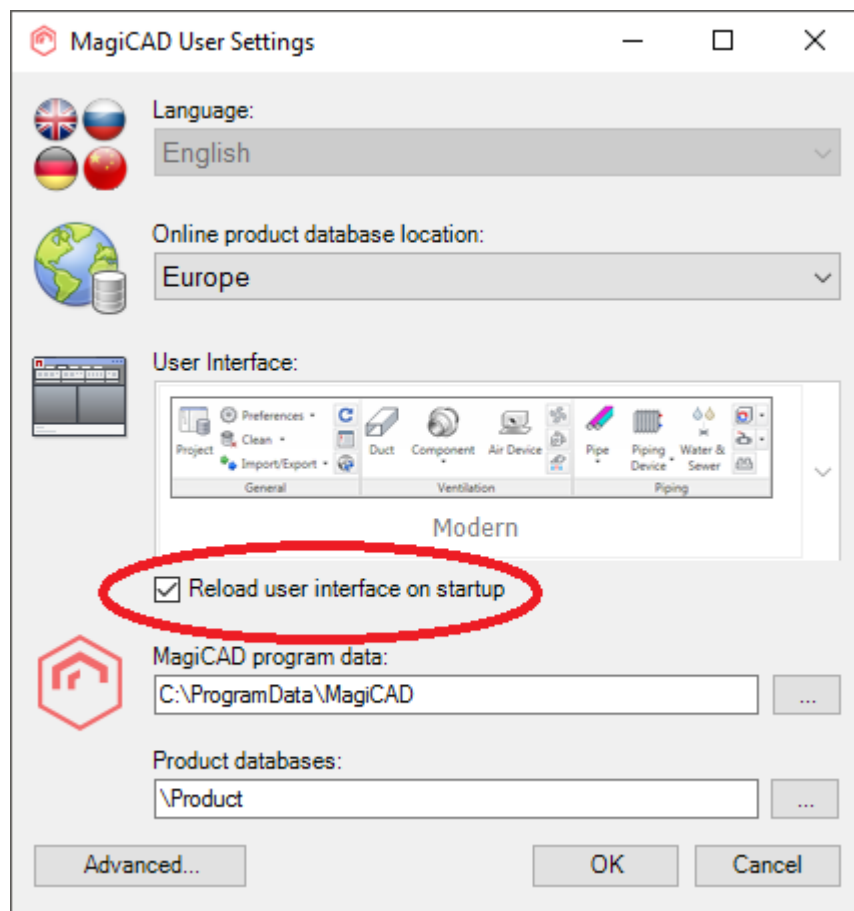 MagiCAD User Settings
Language:
English
Online product database location:
Europe
User Interface:
Project
Preferences
Clean
Import/Export
General
Duct
Component
Air Device
Ventilation
Pipe
Piping Device
Water & Sewer
Piping
Modern
Reload user interface on startup
MagiCAD program data:
C:\ProgramData\MagiCAD
...
Product databases:
\Product
...
Advanced...
OK
Cancel